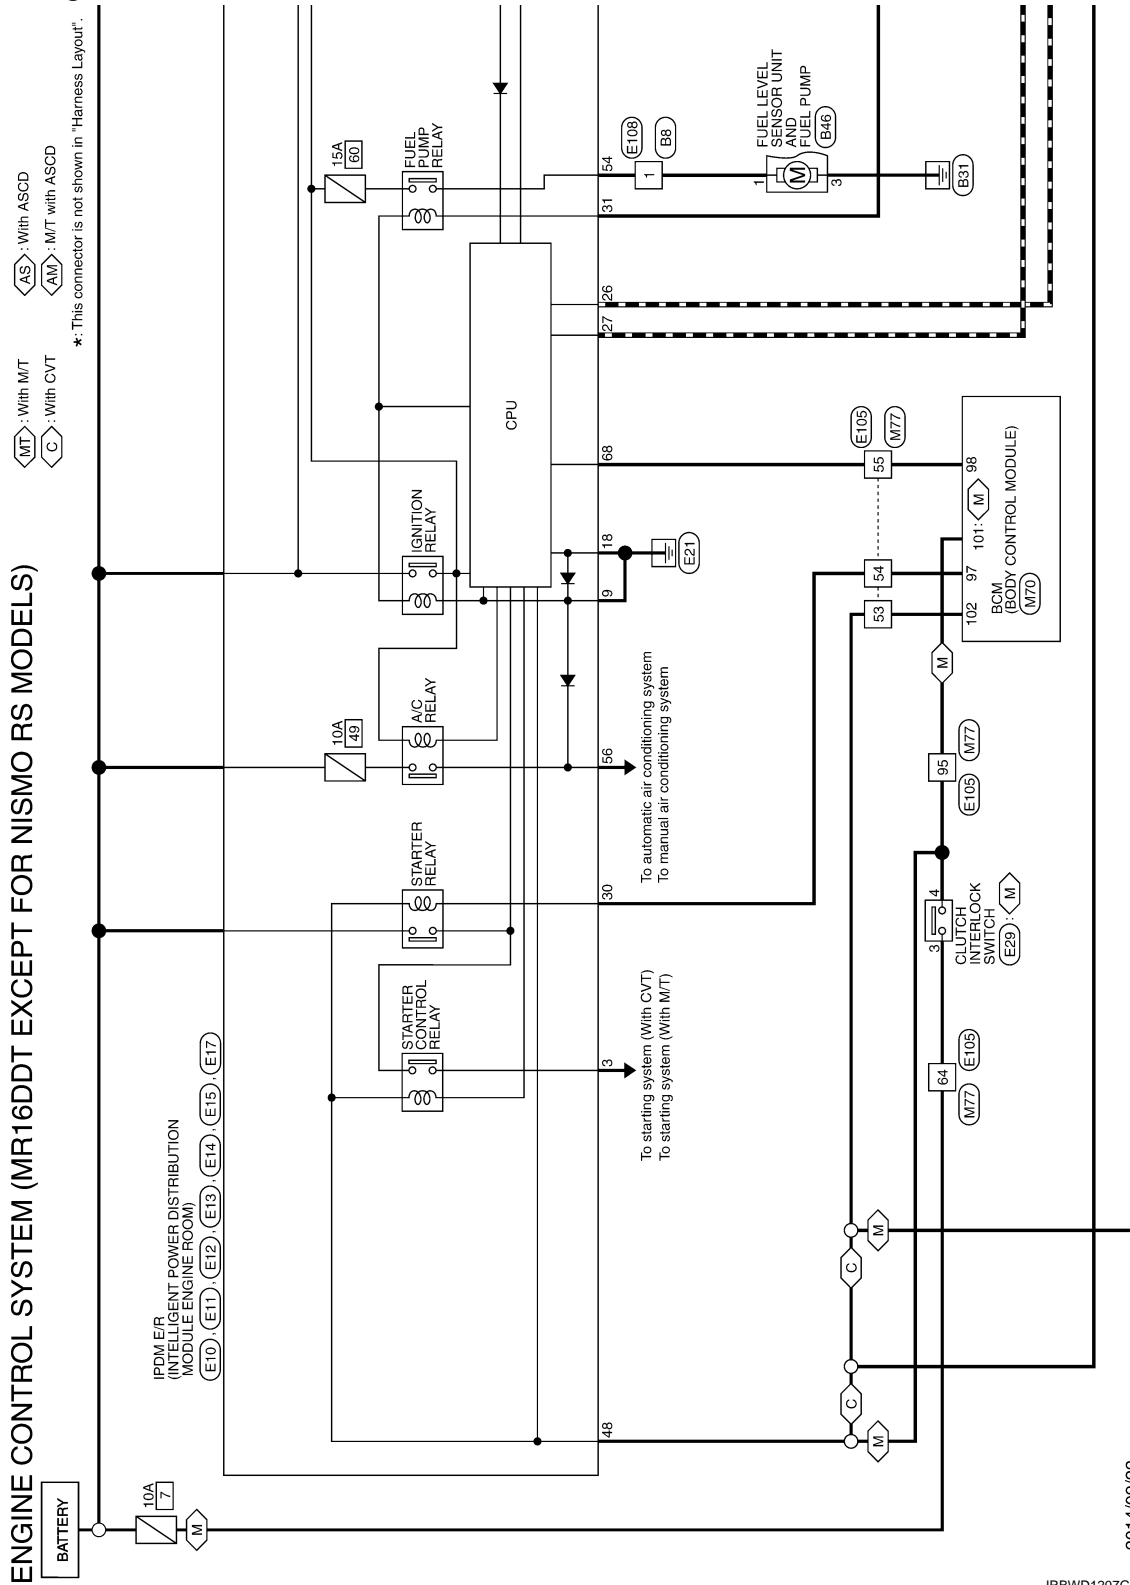 ENGINE CONTROL SYSTEM (MR16DDT EXCEPT FOR NISMO RS MODELS)
MT : With M/T
C : With CVT
AS : With ASCD
AM : M/T with ASCD
*: This connector is not shown in "Harness Layout".
BATTERY
10A
7
M
IPDM E/R
(INTELLIGENT POWER DISTRIBUTION
MODULE ENGINE ROOM)
E10 , E11 , E12 , E13 , E14 , E15 , E17
STARTER
CONTROL
RELAY
STARTER
RELAY
10A
49
A/C
RELAY
IGNITION
RELAY
15A
60
FUEL
PUMP
RELAY
CPU
48
3
30
56
9
18
68
27
26
31
54
To starting system (With CVT)
To starting system (With M/T)
To automatic air conditioning system
To manual air conditioning system
E21
E108
1
B8
FUEL LEVEL
SENSOR UNIT
AND
FUEL PUMP
B46
1
M
3
B31
C
M
C
M
53
54
55
E105
M77
102
97
101: M
98
BCM
(BODY CONTROL MODULE)
M70
64
E105
M77
3
4
CLUTCH
INTERLOCK
SWITCH
E29 : M
95
M77
E105
M